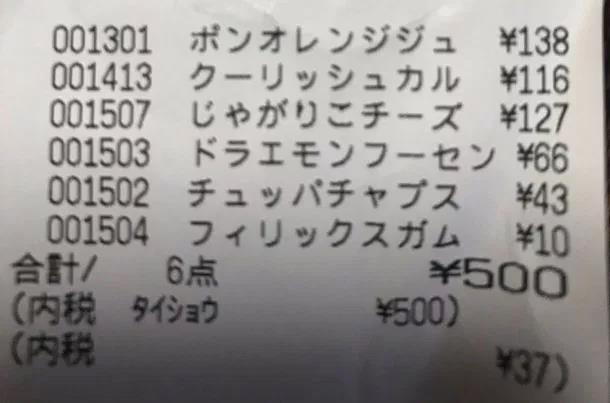 001301 ポンオレンジジュ ¥138
001413 クーリッシュカル ¥116
001507 じゃがりこチーズ ¥127
001503 ドラエモンフーセン ¥66
001502 チュッパチャプス ¥43
001504 フィリックスガム ¥10
合計/ 6点 ¥500
(内税 タイショウ ¥500)
(内税 ¥37)